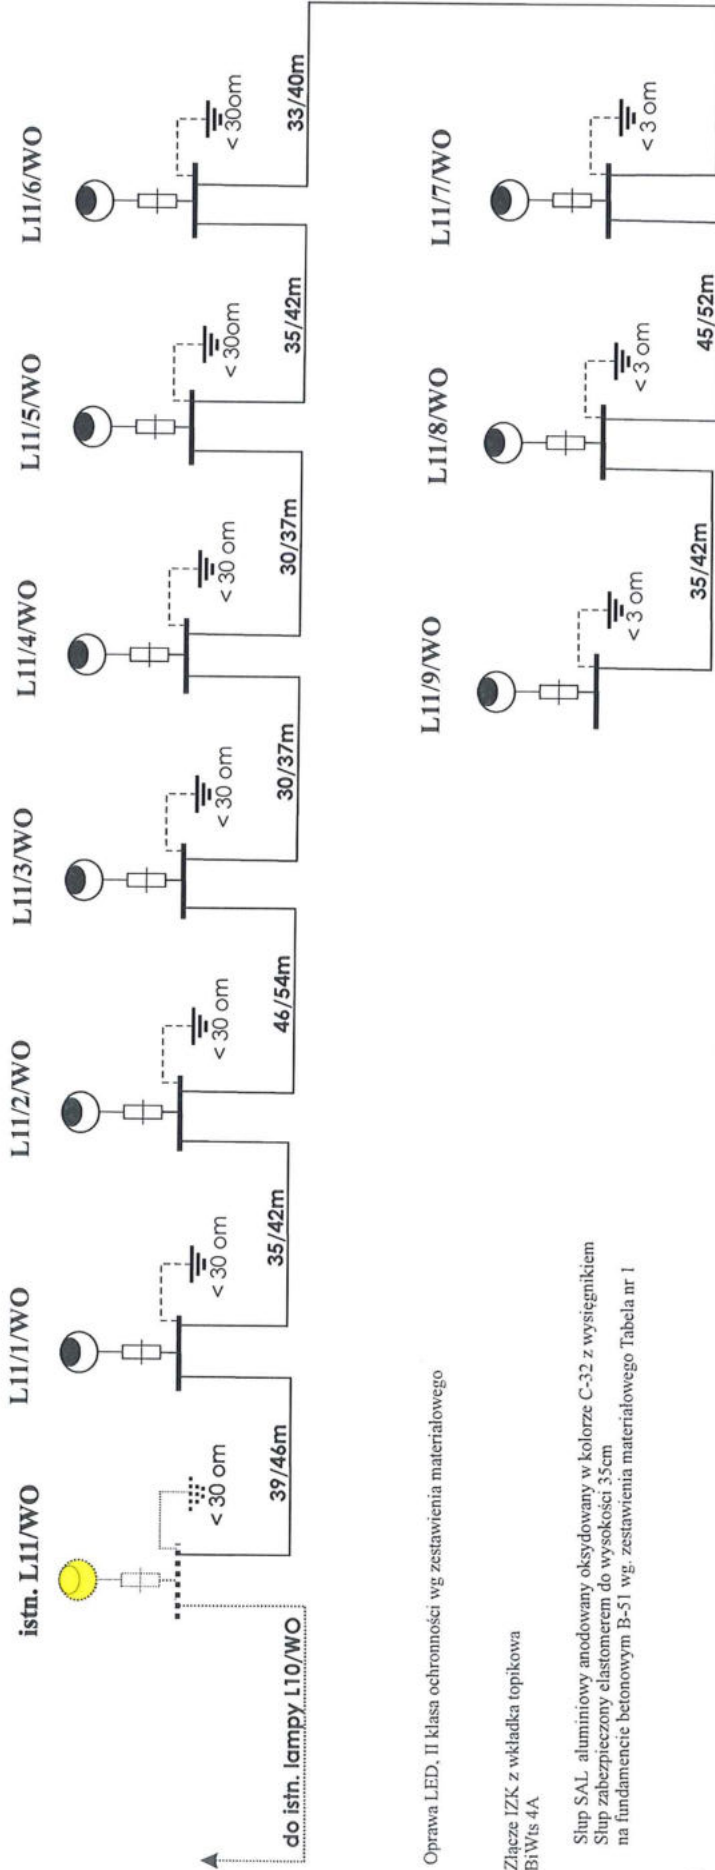 istn. L11/WO
L11/1/WO
L11/2/WO
L11/3/WO
L11/4/WO
L11/5/WO
L11/6/WO
< 30 om
< 30 om
< 30 om
< 30 om
< 30 om
< 30om
< 30om
do istn. lampy L10/WO
39/46m
35/42m
46/54m
30/37m
30/37m
35/42m
33/40m
L11/9/WO
L11/8/WO
L11/7/WO
< 3 om
< 3 om
< 3 om
35/42m
45/52m
Oprawa LED, II klasa ochronności wg zestawienia materiałowego
Złącze IZK z wkładka topikowa
BiWts 4A
Słup SAL aluminiowy anodowany oksydowany w kolorze C-32 z wysięgnikiem
Słup zabezpieczony elastomerem do wysokości 35cm
na fundamencie betonowym B-51 wg. zestawienia materiałowego Tabela nr 1